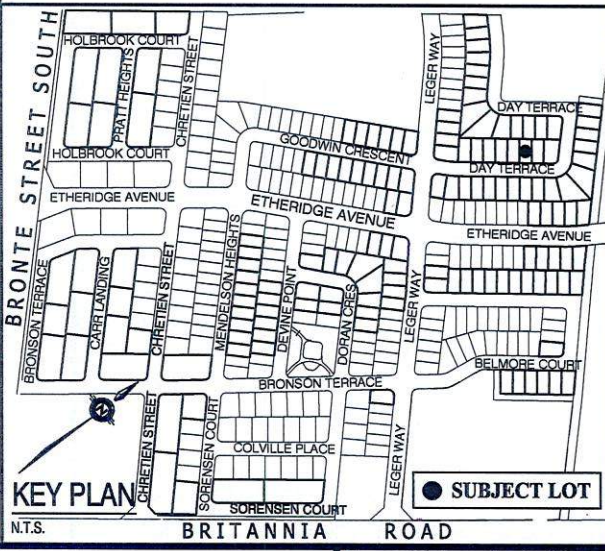 HOLBROOK COURT
BRONTE STREET SOUTH
PRATT HEIGHTS
CHRETIEN STREET
HOLBROOK COURT
LEGER WAY
DAY TERRACE
GOODWIN CRESCENT
DAY TERRACE
ETHERIDGE AVENUE
ETHERIDGE AVENUE
ETHERIDGE AVENUE
BRONSON TERRACE
CARR LANDING
CHRETIEN STREET
MENDELSON HEIGHTS
DEVINE POINT
DORAN CRES
LEGER WAY
BELMORE COURT
BRONSON TERRACE
N
CHRETIEN STREET
SORENSEN COURT
COLVILLE PLACE
LEGER WAY
KEY PLAN
SUBJECT LOT
SORENSEN COURT
N.T.S.
BRITANNIA ROAD